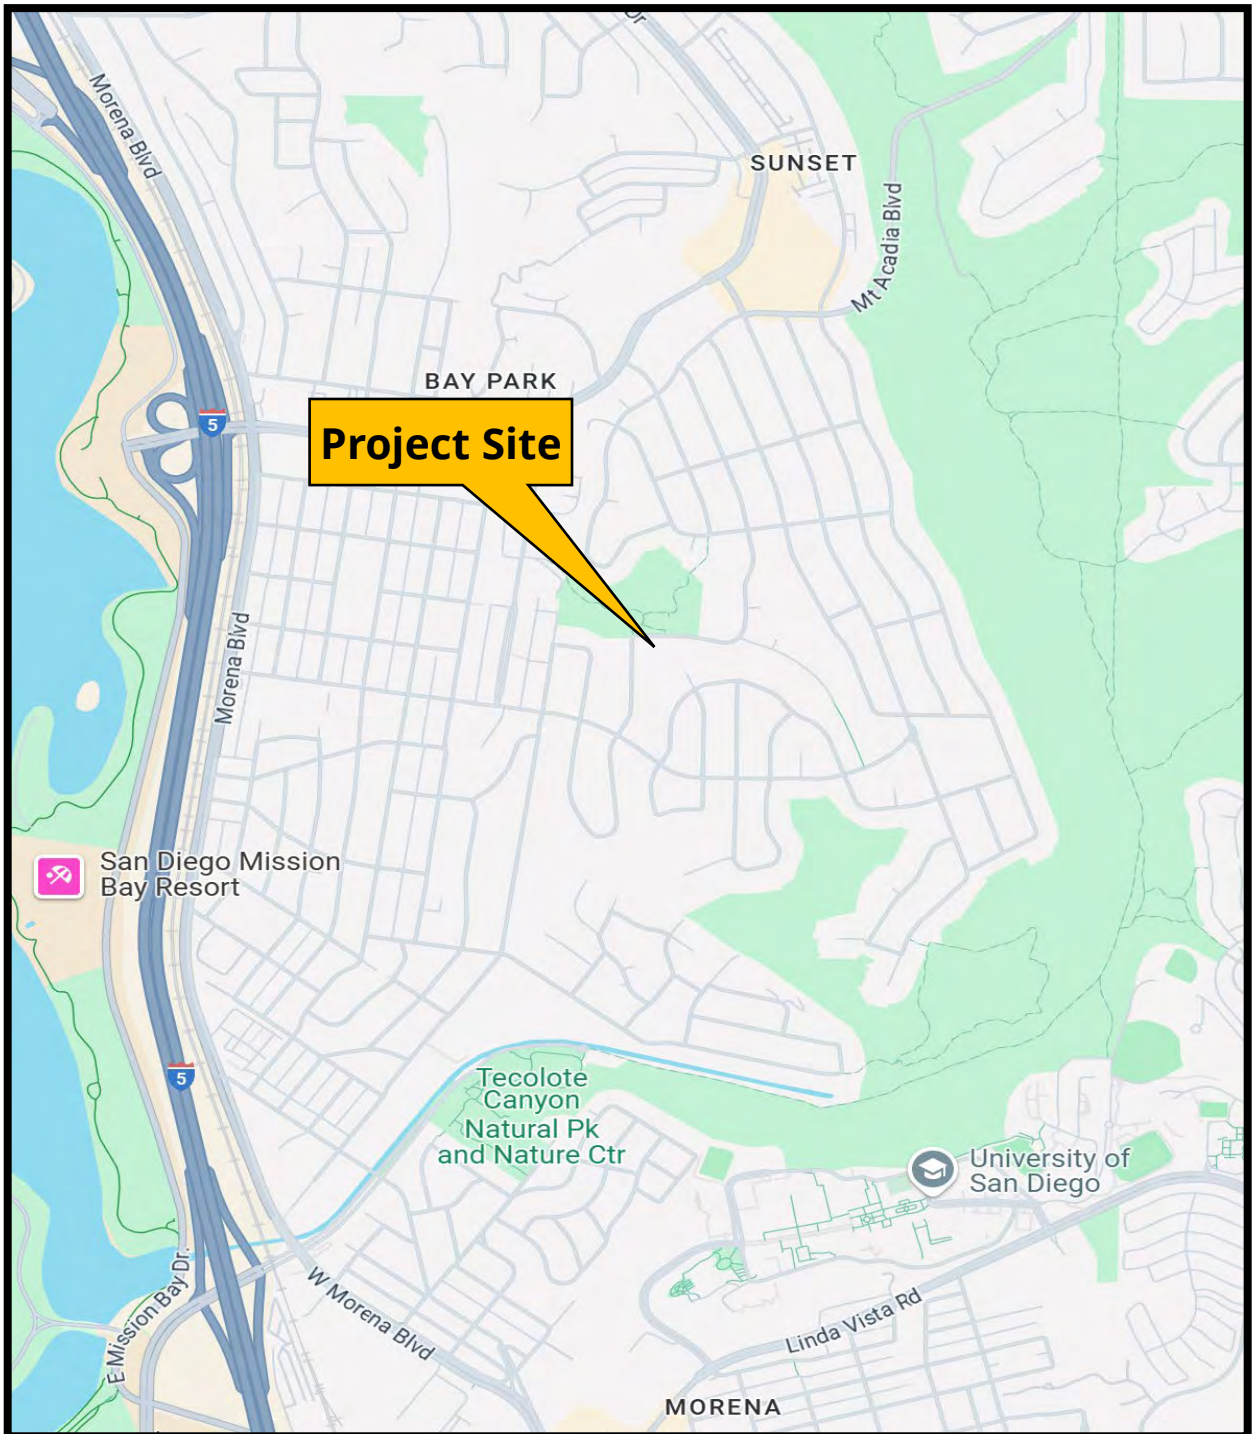 Dr
Morena Blvd
SUNSET
Mt Acadia Blvd
BAY PARK
5
Project Site
Morena Blvd
San Diego Mission
Bay Resort
5
Tecolote
Canyon
Natural Pk
and Nature Ctr
University of
San Diego
E Mission Bay Dr.
W Morena Blvd
Linda Vista Rd
MORENA